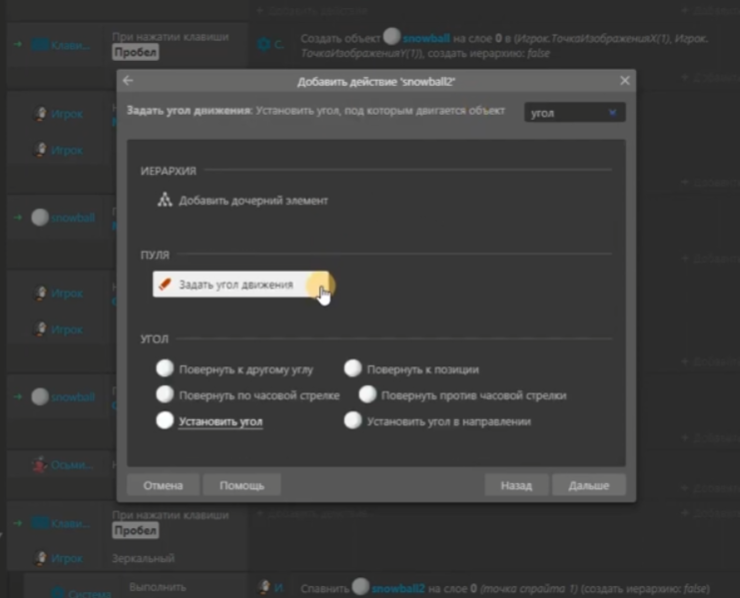 + Добавить действие
При нажатии клавиши
Клави... Пробел
С. Создать объект snowball на слое 0 в (Игрок.ТочкаИзображенияX(1), Игрок.
ТочкаИзображенияY(1)), создать иерархию: false
Добавить действие 'snowball2'
Задать угол движения: Установить угол, под которым двигается объект
угол
Игрок
Игрок
ИЕРАРХИЯ
Добавить дочерний элемент
snowball
ПУЛЯ
Задать угол движения
Игрок
Игрок
УГОЛ
Повернуть к другому углу Повернуть к позиции
snowball
Повернуть по часовой стрелке Повернуть против часовой стрелки
Установить угол Установить угол в направлении
Осьми...
Отмена Помощь Назад Дальше
При нажатии клавиши
Клави... Пробел
Игрок Зеркальный
Система Выполнить
И. Спавнить snowball2 на слое 0 (точка спрайта 1) (создать иерархию: false)